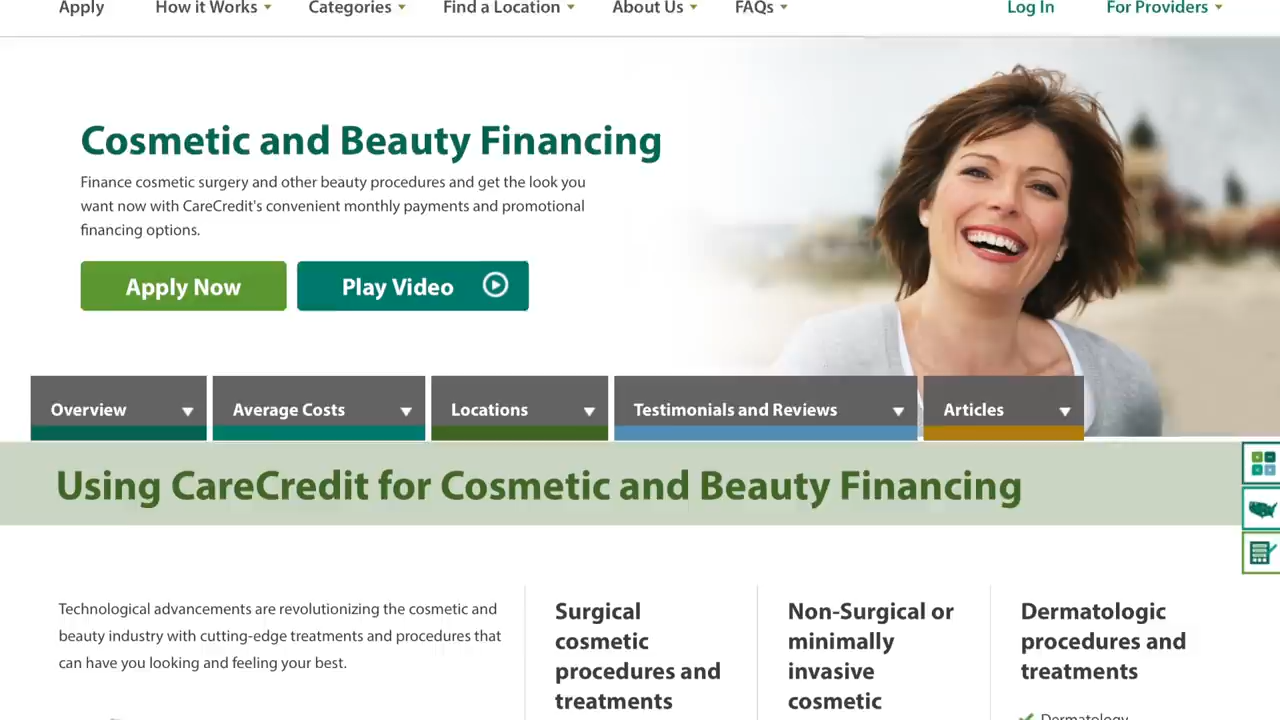 Apply
How it Works
Categories
Find a Location
About Us
FAQs
Log In
For Providers
Cosmetic and Beauty Financing
Finance cosmetic surgery and other beauty procedures and get the look you
want now with CareCredit's convenient monthly payments and promotional
financing options.
Apply Now
Play Video
Overview
Average Costs
Locations
Testimonials and Reviews
Articles
Using CareCredit for Cosmetic and Beauty Financing
Technological advancements are revolutionizing the cosmetic and
beauty industry with cutting-edge treatments and procedures that
can have you looking and feeling your best.
Surgical
cosmetic
procedures and
treatments
Non-Surgical or
minimally
invasive
cosmetic
Dermatologic
procedures and
treatments
Dermatology